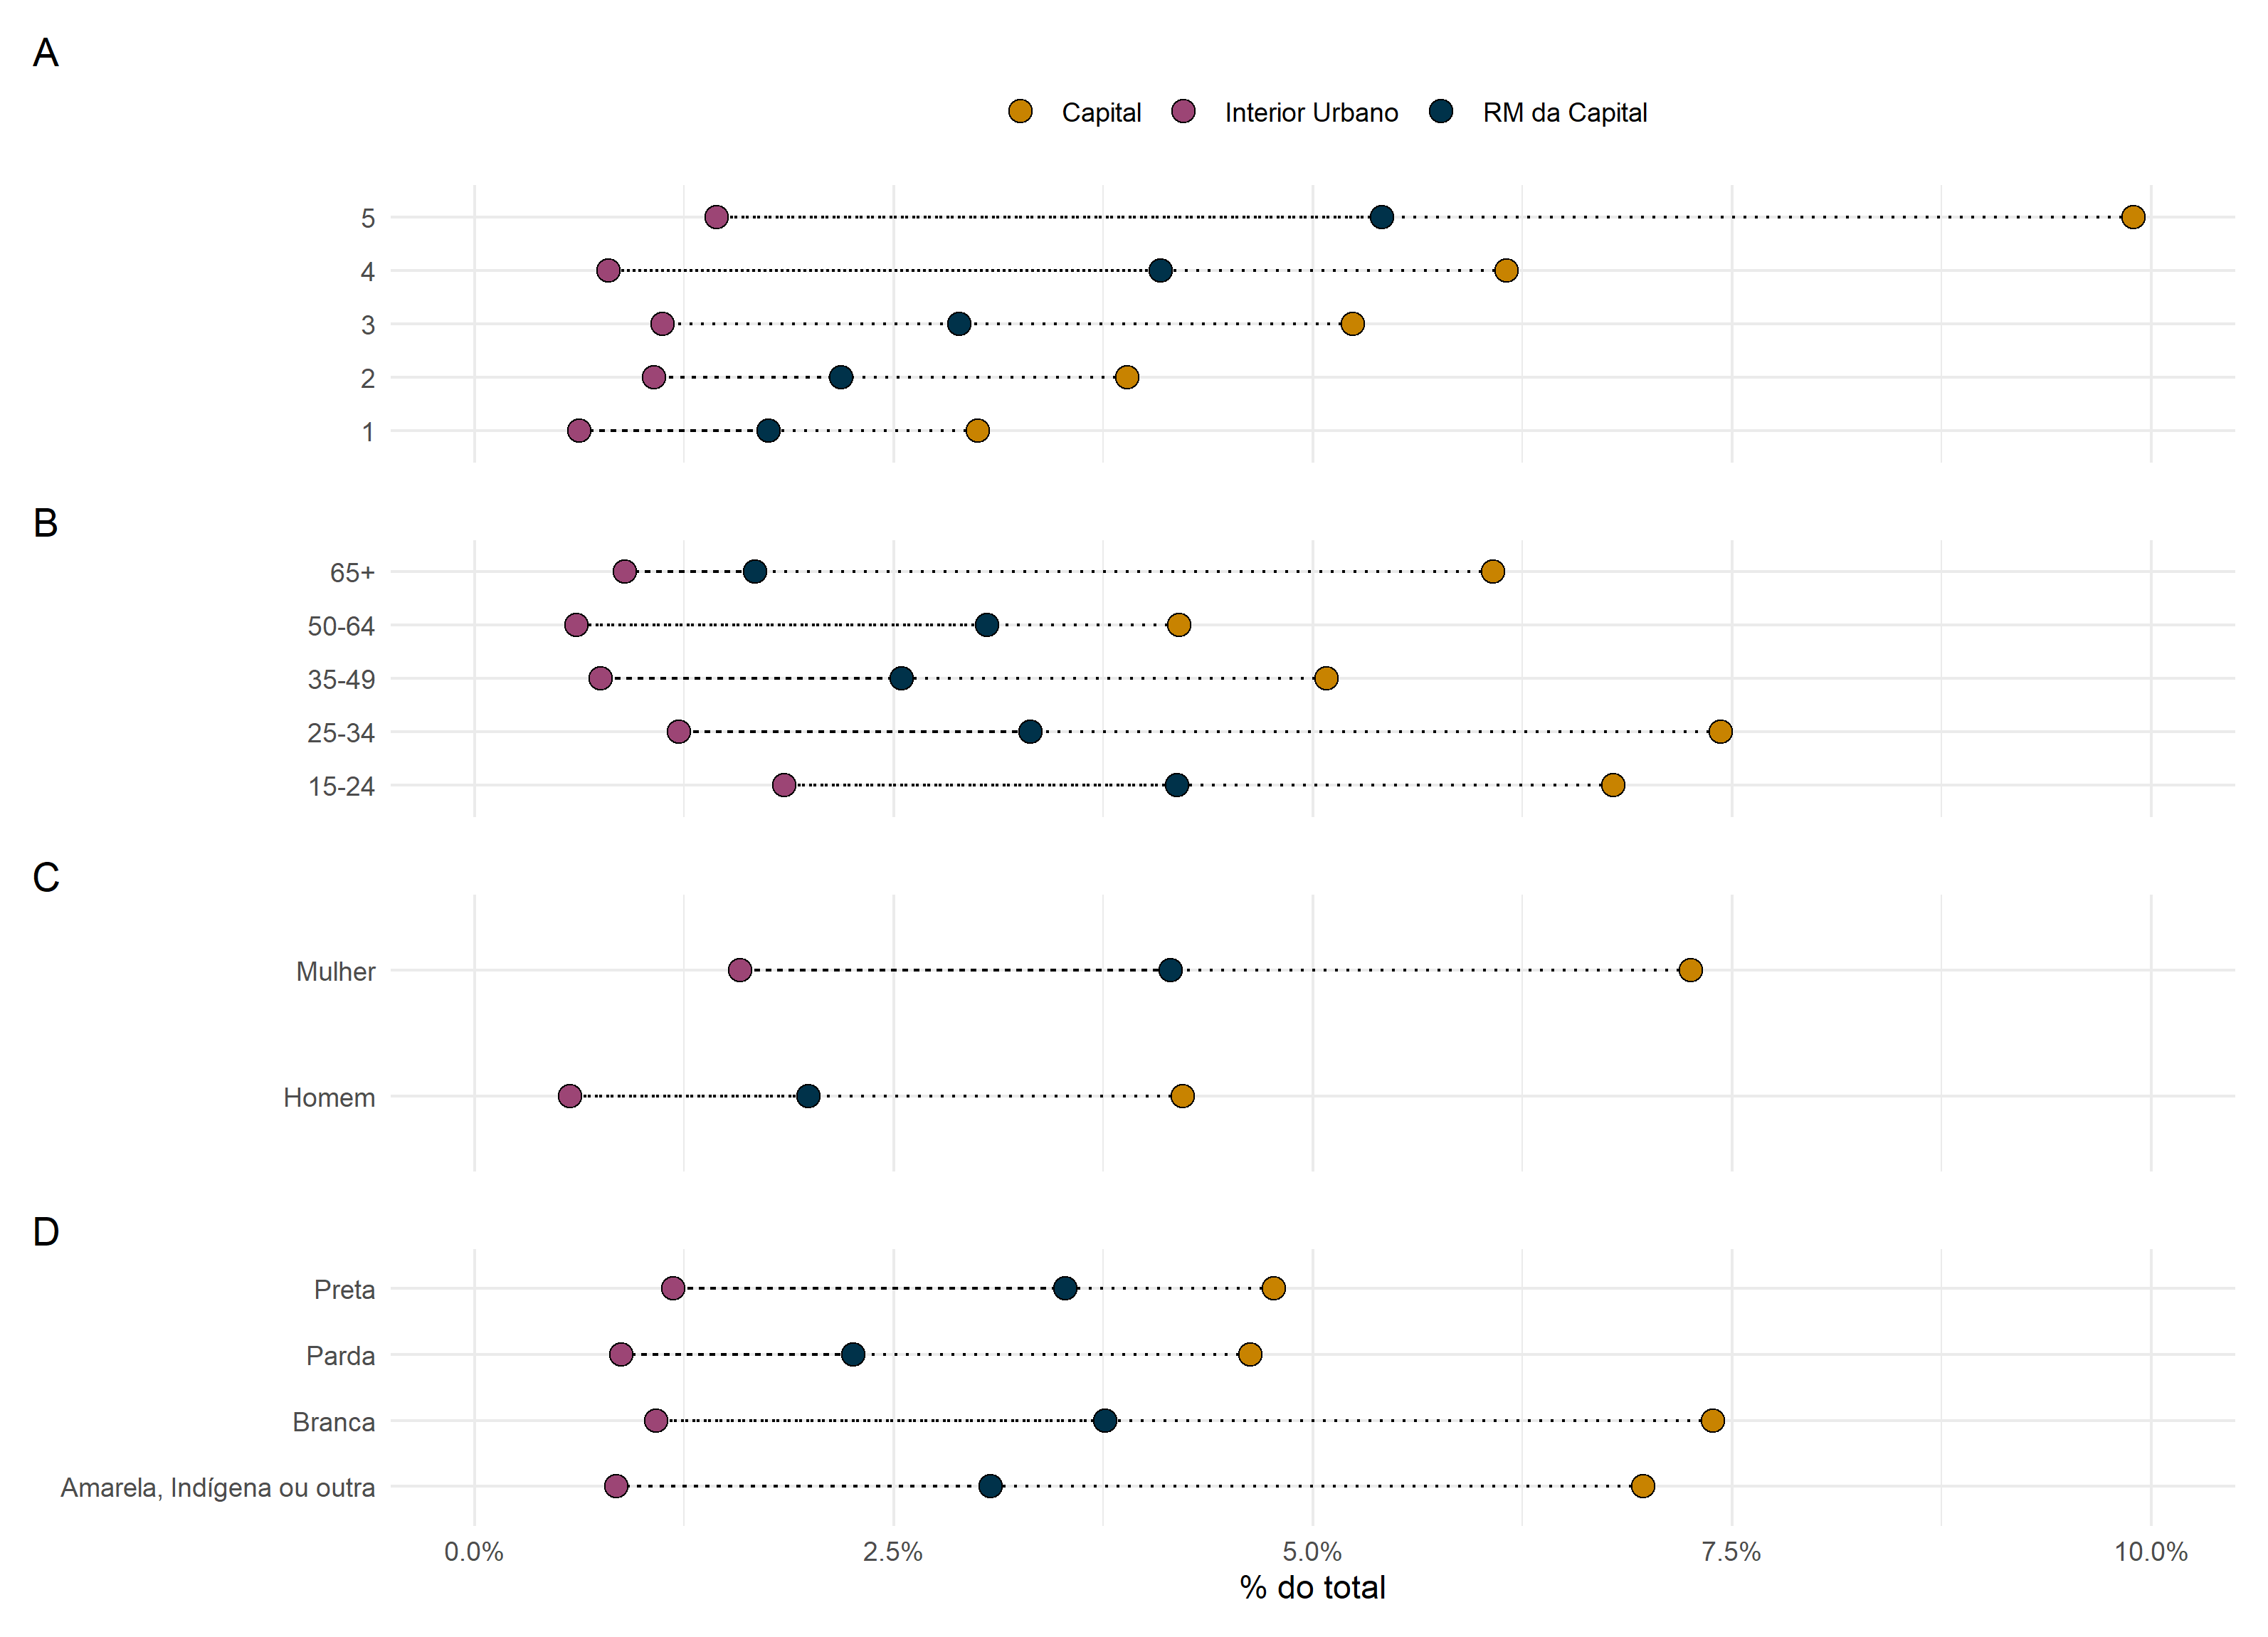 A
Capital Interior Urbano RM da Capital
5
4
3
2
1
B
65+
50-64
35-49
25-34
15-24
C
Mulher
Homem
D
Preta
Parda
Branca
Amarela, Indígena ou outra
0.0% 2.5% 5.0% 7.5% 10.0%
% do total